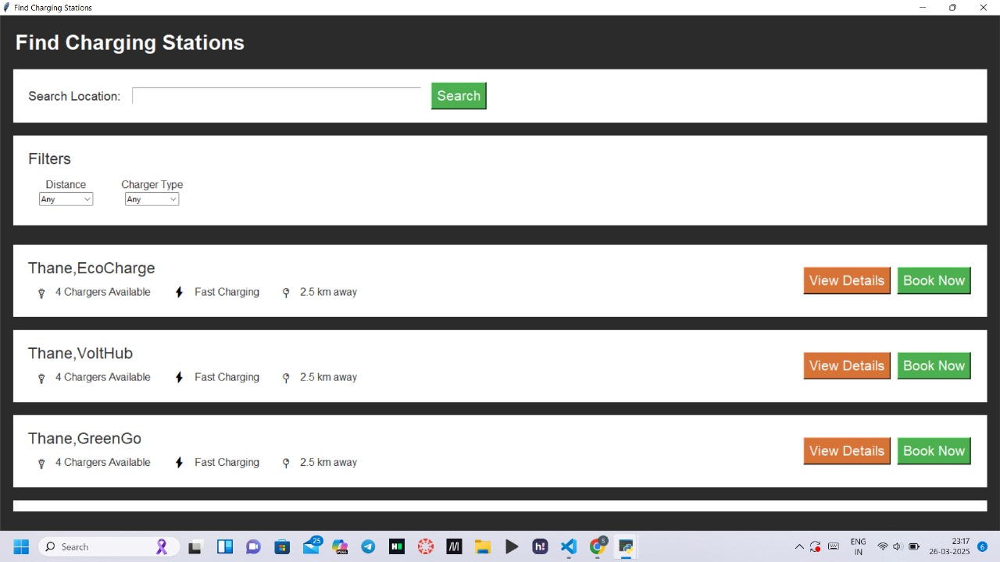 Find Charging Stations
Find Charging Stations
Search Location: Search
Filters
Distance Charger Type
Any Any
Thane,EcoCharge
4 Chargers Available Fast Charging 2.5 km away
View Details Book Now
Thane,VoltHub
4 Chargers Available Fast Charging 2.5 km away
View Details Book Now
Thane,GreenGo
4 Chargers Available Fast Charging 2.5 km away
View Details Book Now
Search 25 h! S ENG 23:17
IN 26-03-2025 6